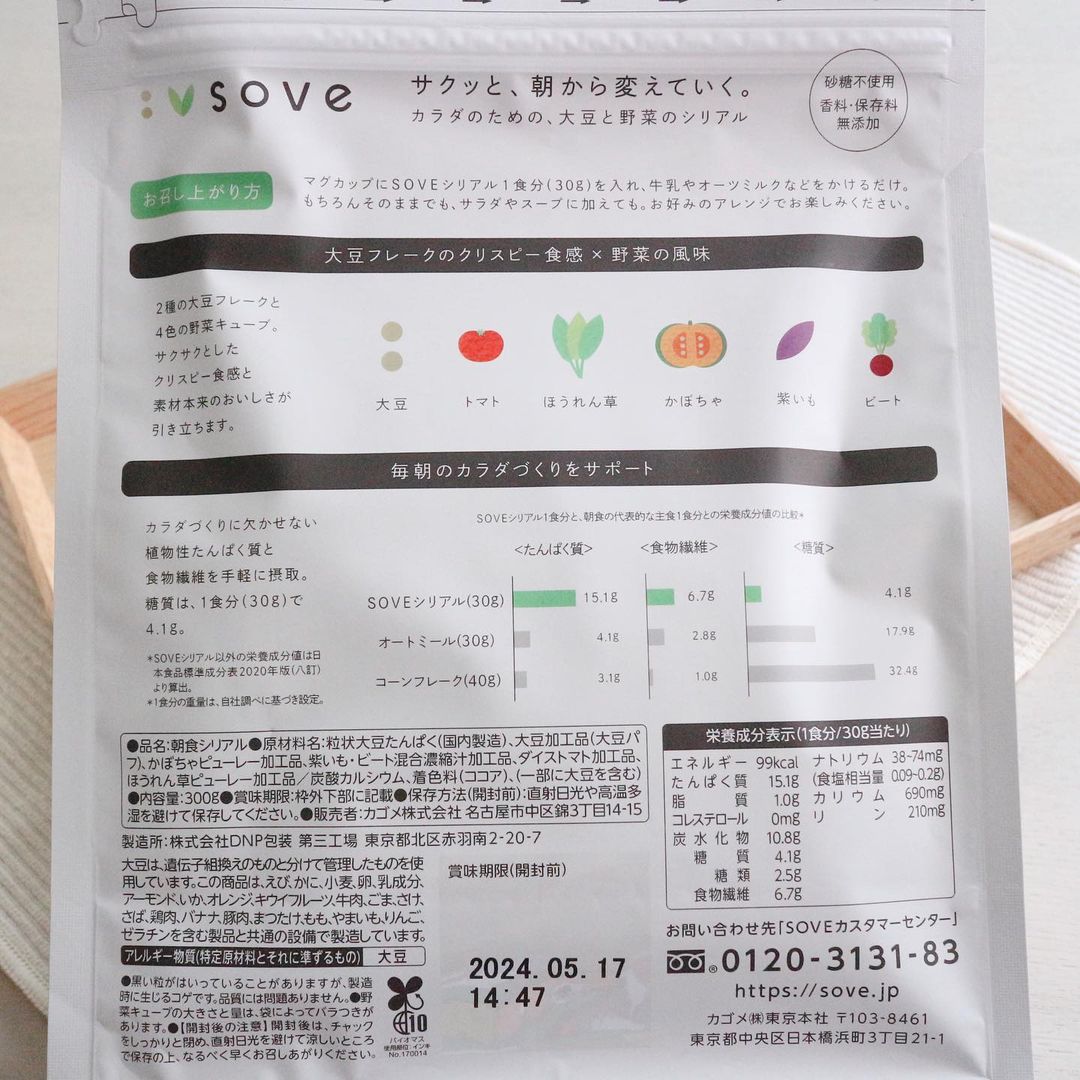 sove
サクッと、朝から変えていく。
カラダのための、大豆と野菜のシリアル
砂糖不使用
香料・保存料
無添加
お召し上がり方
マグカップにSOVEシリアル1食分(30g)を入れ、牛乳やオーツミルクなどをかけるだけ。
もちろんそのままでも、サラダやスープに加えても。お好みのアレンジでお楽しみください。
大豆フレークのクリスピー食感×野菜の風味
2種の大豆フレークと
4色の野菜キューブ。
サクサクとした
クリスピー食感と
素材本来のおいしさが
引き立ちます。
大豆
トマト
ほうれん草
かぼちゃ
紫いも
ビート
毎朝のカラダづくりをサポート
カラダづくりに欠かせない
植物性たんぱく質と
食物繊維を手軽に摂取。
糖質は、1食分(30g)で
4.1g。
*SOVEシリアル以外の栄養成分値は日
本食品標準成分表2020年版(八訂)
より算出。
*1食分の重量は、自社調べに基づき設定。
SOVEシリアル1食分と、朝食の代表的な主食1食分との栄養成分値の比較*
<たんぱく質> <食物繊維> <糖質>
SOVEシリアル(30g) 15.1g 6.7g 4.1g
オートミール(30g) 4.1g 2.8g 17.9g
コーンフレーク(40g) 3.1g 1.0g 32.4g
●品名:朝食シリアル●原材料名:粒状大豆たんぱく(国内製造)、大豆加工品(大豆パ
フ)、かぼちゃピューレー加工品、紫いも・ビート混合濃縮汁加工品、ダイストマト加工品、
ほうれん草ピューレー加工品／炭酸カルシウム、着色料(ココア)、(一部に大豆を含む)
●内容量:300g●賞味期限:枠外下部に記載●保存方法(開封前):直射日光や高温多
湿を避けて保存してください。●販売者:カゴメ株式会社 名古屋市中区錦3丁目14-15
製造所:株式会社DNP包装 第三工場 東京都北区赤羽南2-20-7
大豆は、遺伝子組換えのものと分けて管理したものを使
用しています。この商品は、えび、かに、小麦、卵、乳成分、
アーモンド、いか、オレンジ、キウイフルーツ、牛肉、ごま、さけ、
さば、鶏肉、バナナ、豚肉、まつたけ、もも、やまいも、りんご、
ゼラチンを含む製品と共通の設備で製造しています。
アレルギー物質(特定原材料とそれに準ずるもの) 大豆
●黒い粒がはいっていることがありますが、製造
時に生じるコゲです。品質には問題ありません。●野
菜キューブの大きさと量は、袋によってバラつきが
あります。●【開封後の注意】開封後は、チャック
をしっかりと閉め、直射日光を避けて涼しいところ
で保存の上、なるべく早くお召しあがりください。
10
バイオマス
使用部位:インキ
No.170014
賞味期限(開封前)
2024.05.17
14:47
栄養成分表示(1食分/30g当たり)
エネルギー 99kcal
たんぱく質 15.1g
脂質 1.0g
コレステロール 0mg
炭水化物 10.8g
糖質 4.1g
糖類 2.5g
食物繊維 6.7g
ナトリウム 38-74mg
(食塩相当量 0.09-0.2g)
カリウム 690mg
リン 210mg
お問い合わせ先「SOVEカスタマーセンター」
0120-3131-83
https://sove.jp
カゴメ㈱東京本社 〒103-8461
東京都中央区日本橋浜町3丁目21-1